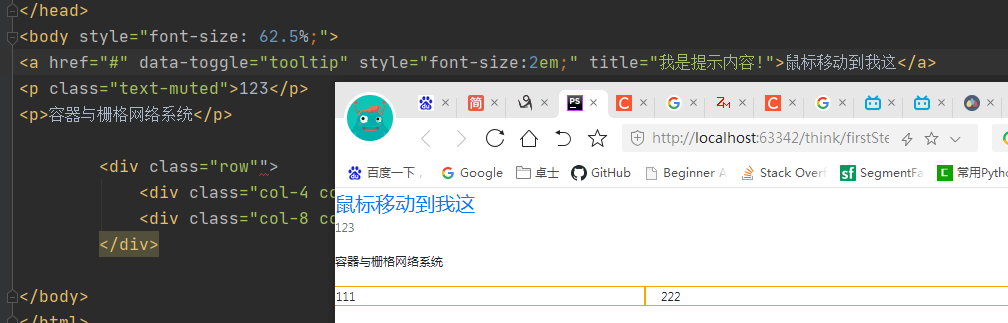 </head>
<body style="font-size: 62.5%;">
<a href="#" data-toggle="tooltip" style="font-size:2em;" title="我是提示内容!">鼠标移动到我这</a>
<p class="text-muted">123</p>
<p>容器与栅格网络系统</p>
<div class="row"">
<div class="col-4
<div class="col-8
</div>
</body>
</html>
http://localhost:63342/think/firstSte
百度一下， Google 卓士 GitHub Beginner A Stack Overf SegmentFa 常用Pytho
鼠标移动到我这
123
容器与栅格网络系统
111 222